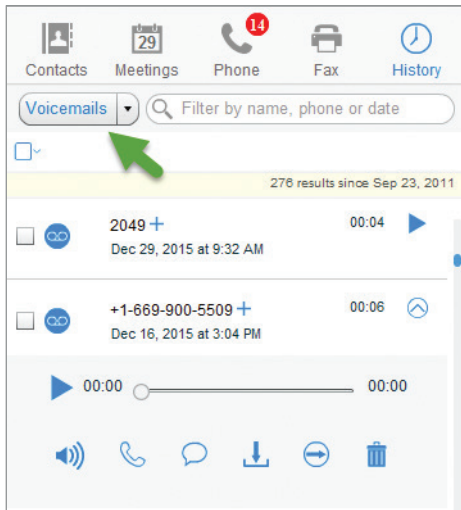 14
29
Contacts Meetings Phone Fax History
Voicemails Filter by name, phone or date
276 results since Sep 23, 2011
2049 + 00:04
Dec 29, 2015 at 9:32 AM
+1-669-900-5509 + 00:06
Dec 16, 2015 at 3:04 PM
00:00 00:00